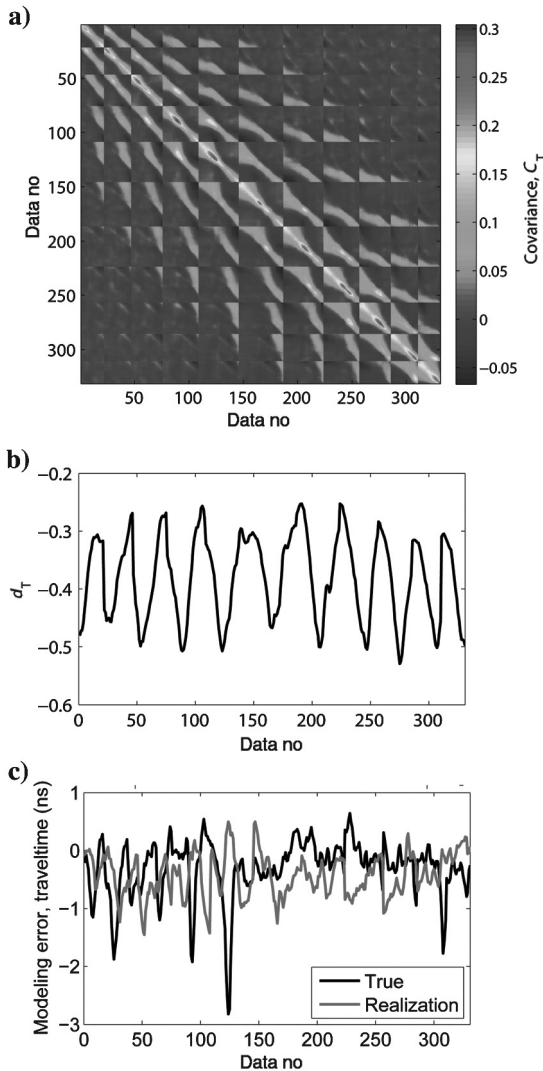 a)
50
100
150
200
250
300
Data no
50 100 150 200 250 300
Data no
0.3
0.25
0.2
0.15
0.1
0.05
0
−0.05
Covariance, C_T
b)
−0.2
−0.3
−0.4
−0.5
−0.6
d_T
0 50 100 150 200 250 300
Data no
c)
1
0
−1
−2
−3
Modeling error, traveltime (ns)
True
Realization
0 50 100 150 200 250 300
Data no